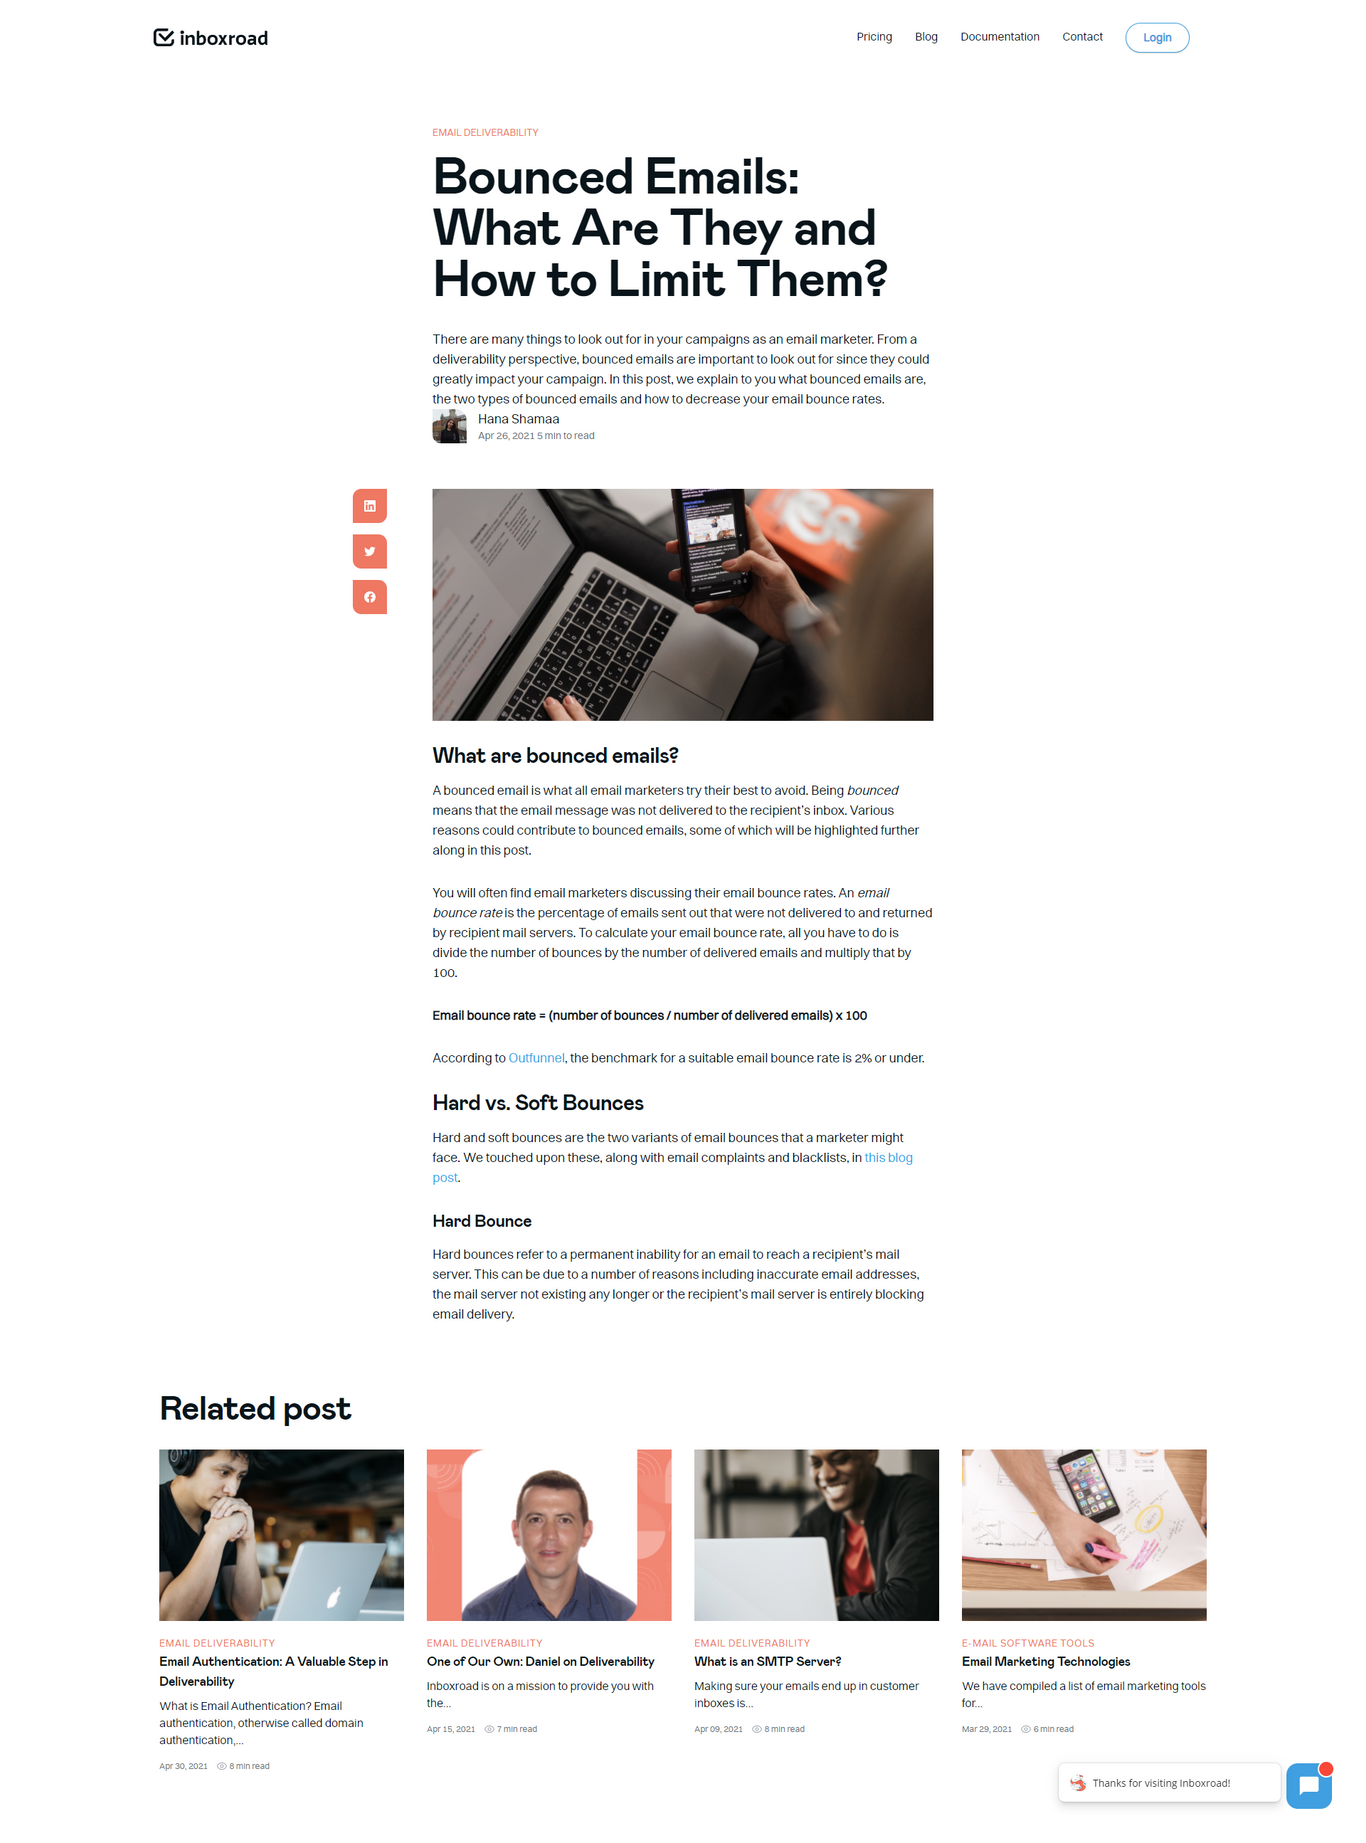 inboxroad
Pricing
Blog
Documentation
Contact
Login
EMAIL DELIVERABILITY
Bounced Emails:
What Are They and
How to Limit Them?
There are many things to look out for in your campaigns as an email marketer. From a
deliverability perspective, bounced emails are important to look out for since they could
greatly impact your campaign. In this post, we explain to you what bounced emails are,
the two types of bounced emails and how to decrease your email bounce rates.
Hana Shamaa
Apr 26, 2021 5 min to read
What are bounced emails?
A bounced email is what all email marketers try their best to avoid. Being bounced
means that the email message was not delivered to the recipient's inbox. Various
reasons could contribute to bounced emails, some of which will be highlighted further
along in this post.
You will often find email marketers discussing their email bounce rates. An email
bounce rate is the percentage of emails sent out that were not delivered to and returned
by recipient mail servers. To calculate your email bounce rate, all you have to do is
divide the number of bounces by the number of delivered emails and multiply that by
100.
Email bounce rate = (number of bounces / number of delivered emails) x 100
According to Outfunnel, the benchmark for a suitable email bounce rate is 2% or under.
Hard vs. Soft Bounces
Hard and soft bounces are the two variants of email bounces that a marketer might
face. We touched upon these, along with email complaints and blacklists, in this blog
post.
Hard Bounce
Hard bounces refer to a permanent inability for an email to reach a recipient's mail
server. This can be due to a number of reasons including inaccurate email addresses,
the mail server not existing any longer or the recipient's mail server is entirely blocking
email delivery.
Related post
EMAIL DELIVERABILITY
Email Authentication: A Valuable Step in
Deliverability
What is Email Authentication? Email
authentication, otherwise called domain
authentication,...
Apr 30, 2021 8 min read
EMAIL DELIVERABILITY
One of Our Own: Daniel on Deliverability
Inboxroad is on a mission to provide you with
the...
Apr 15, 2021 7 min read
EMAIL DELIVERABILITY
What is an SMTP Server?
Making sure your emails end up in customer
inboxes is...
Apr 09, 2021 8 min read
E-MAIL SOFTWARE TOOLS
Email Marketing Technologies
We have compiled a list of email marketing tools
for...
Mar 29, 2021 6 min read
Thanks for visiting Inboxroad!